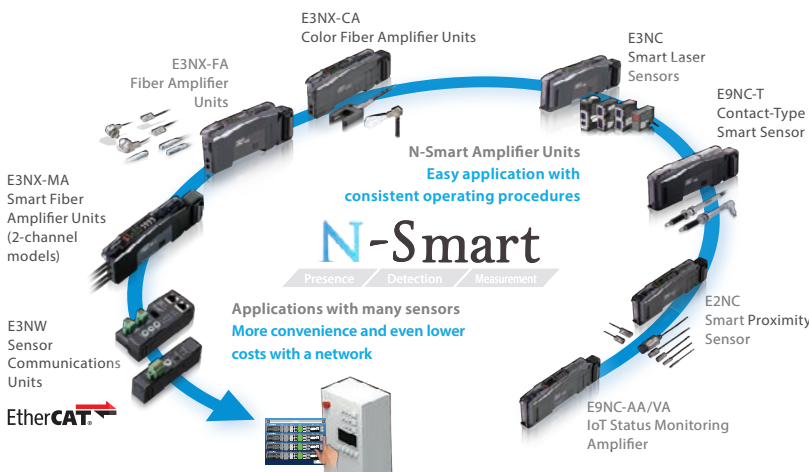 E3NX-CA
Color Fiber Amplifier Units
E3NX-FA
Fiber Amplifier
Units
E3NC
Smart Laser
Sensors
E9NC-T
Contact-Type
Smart Sensor
N-Smart Amplifier Units
Easy application with
consistent operating procedures
E3NX-MA
Smart Fiber
Amplifier Units
(2-channel
models)
N-Smart
Presence Detection Measurement
Applications with many sensors
More convenience and even lower
costs with a network
E2NC
Smart Proximity
Sensor
E3NW
Sensor
Communications
Units
EtherCAT®
E9NC-AA/VA
IoT Status Monitoring
Amplifier